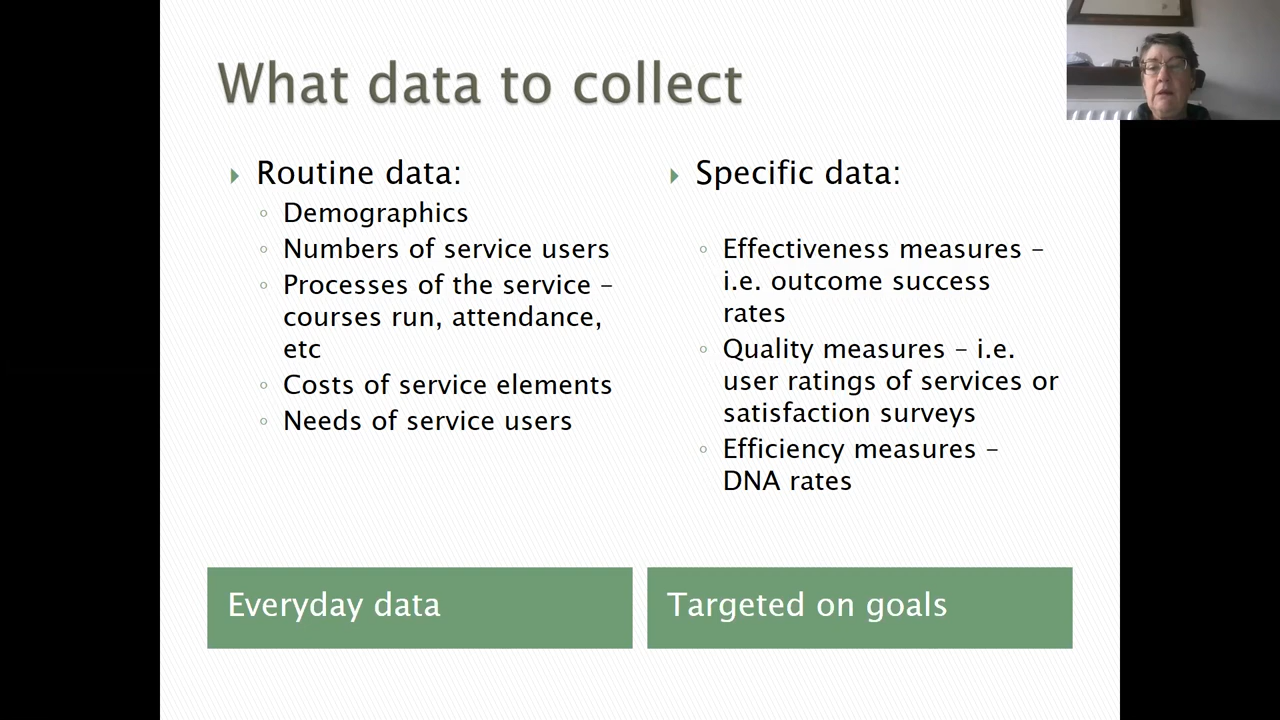 What data to collect
Routine data:
Demographics
Numbers of service users
Processes of the service –
courses run, attendance,
etc
Costs of service elements
Needs of service users
Everyday data
Specific data:
Effectiveness measures –
i.e. outcome success
rates
Quality measures – i.e.
user ratings of services or
satisfaction surveys
Efficiency measures –
DNA rates
Targeted on goals